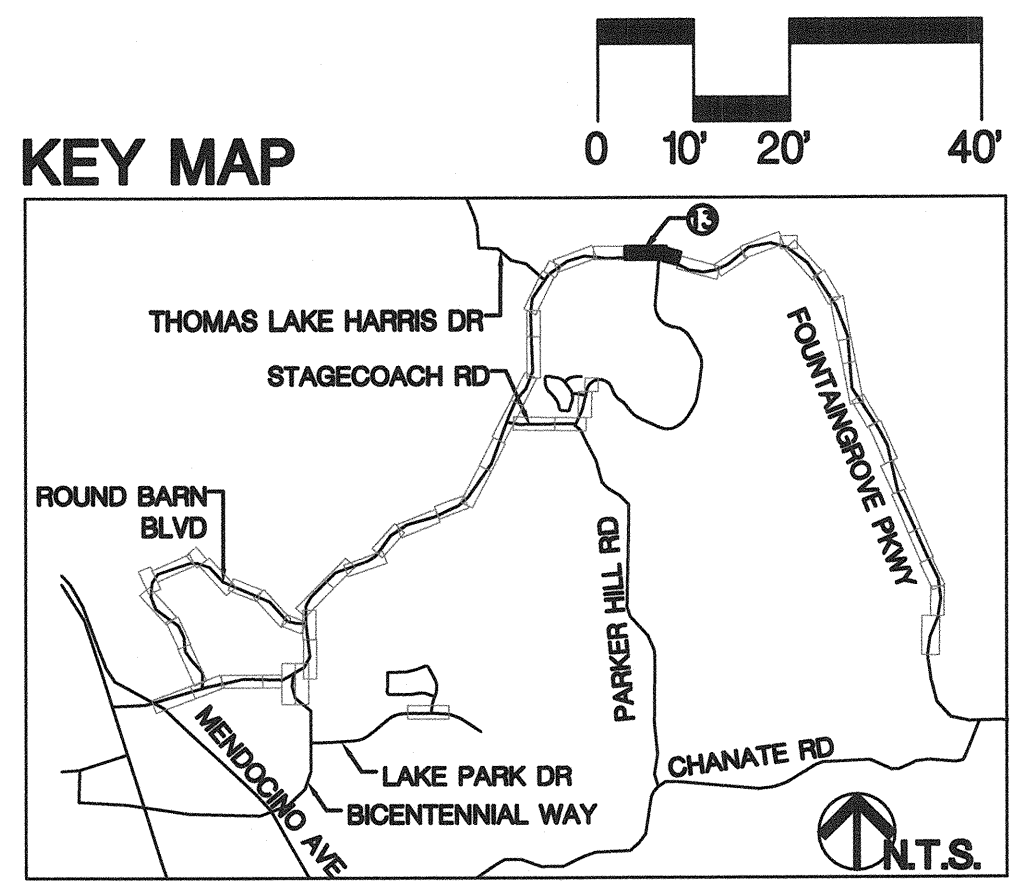 0 10' 20' 40'
KEY MAP
13
THOMAS LAKE HARRIS DR
STAGECOACH RD
FOUNTAINGROVE PKWY
ROUND BARN
BLVD
PARKER HILL RD
MENDOCINO AVE
CHANATE RD
LAKE PARK DR
BICENTENNIAL WAY
N.T.S.